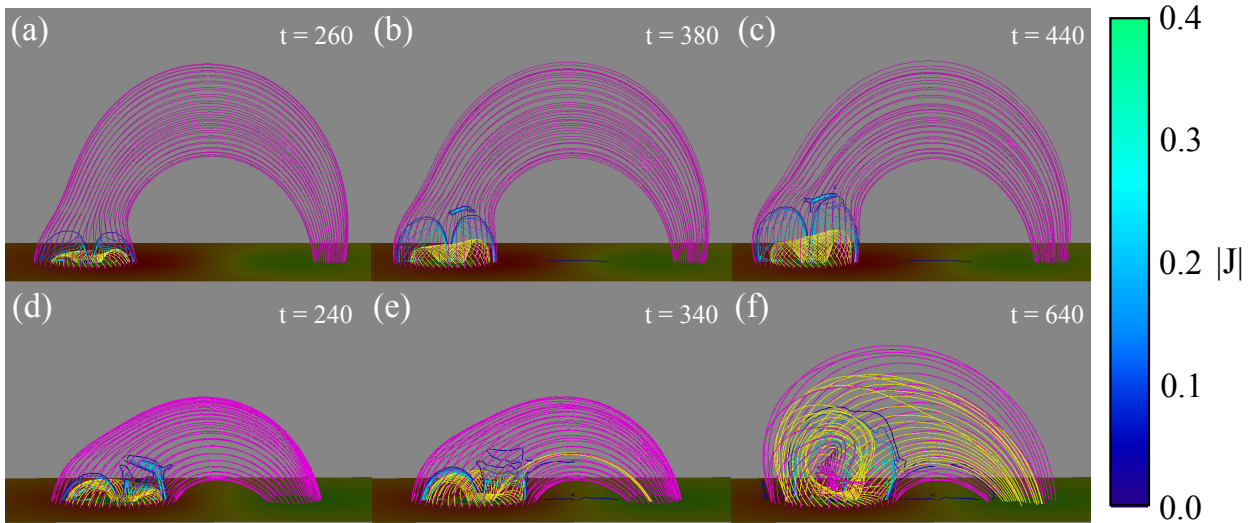 (a) t = 260
(b) t = 380
(c) t = 440
(d) t = 240
(e) t = 340
(f) t = 640
0.4
0.3
0.2 |J|
0.1
0.0